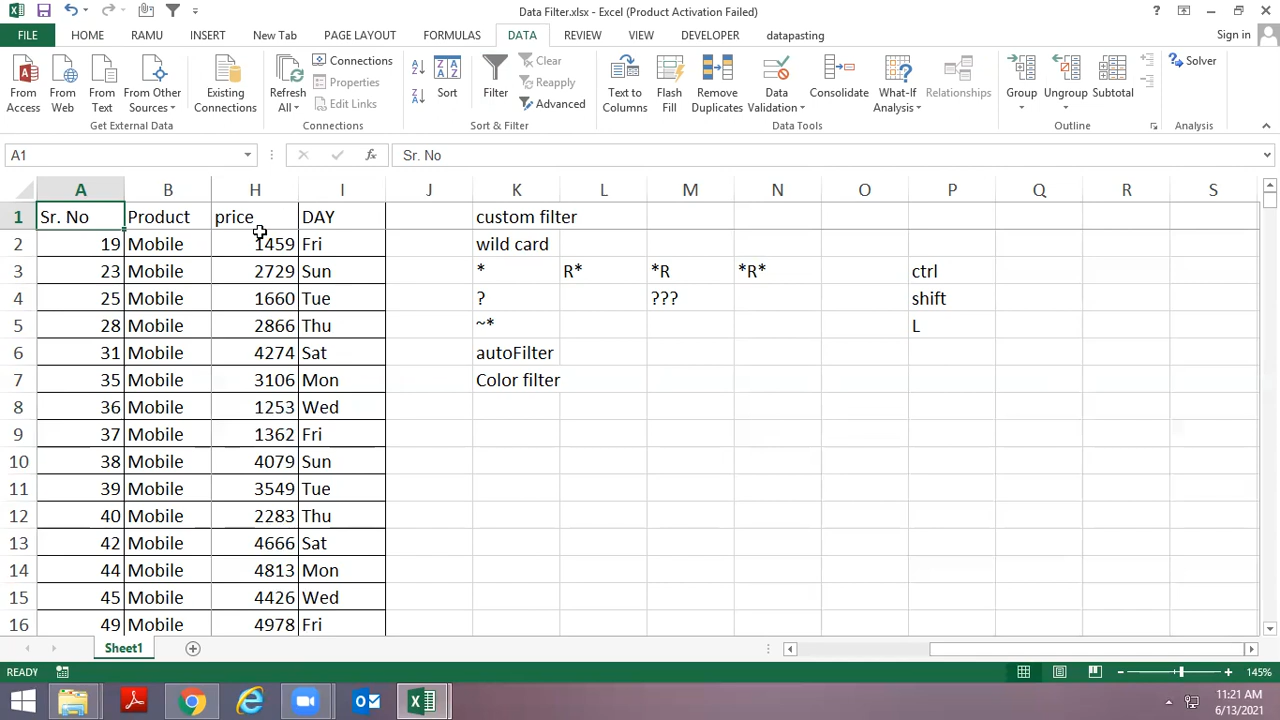 Data Filter.xlsx - Excel (Product Activation Failed)
FILE HOME RAMU INSERT New Tab PAGE LAYOUT FORMULAS DATA REVIEW VIEW DEVELOPER datapasting Sign in
From Access
From Web
From Text
From Other Sources
Existing Connections
Get External Data
Refresh All
Connections
Properties
Edit Links
Connections
Sort
Filter
Clear
Reapply
Advanced
Sort & Filter
Text to Columns
Flash Fill
Remove Duplicates
Data Validation
Consolidate
What-If Analysis
Relationships
Data Tools
Group
Ungroup
Subtotal
Outline
Solver
Analysis
A1 fx Sr. No
A B H I J K L M N O P Q R S
1 Sr. No Product price DAY custom filter
2 19 Mobile 1459 Fri wild card
3 23 Mobile 2729 Sun * R* *R *R* ctrl
4 25 Mobile 1660 Tue ? ??? shift
5 28 Mobile 2866 Thu ~* L
6 31 Mobile 4274 Sat autoFilter
7 35 Mobile 3106 Mon Color filter
8 36 Mobile 1253 Wed
9 37 Mobile 1362 Fri
10 38 Mobile 4079 Sun
11 39 Mobile 3549 Tue
12 40 Mobile 2283 Thu
13 42 Mobile 4666 Sat
14 44 Mobile 4813 Mon
15 45 Mobile 4426 Wed
16 49 Mobile 4978 Fri
Sheet1
READY 145%
11:21 AM
6/13/2021